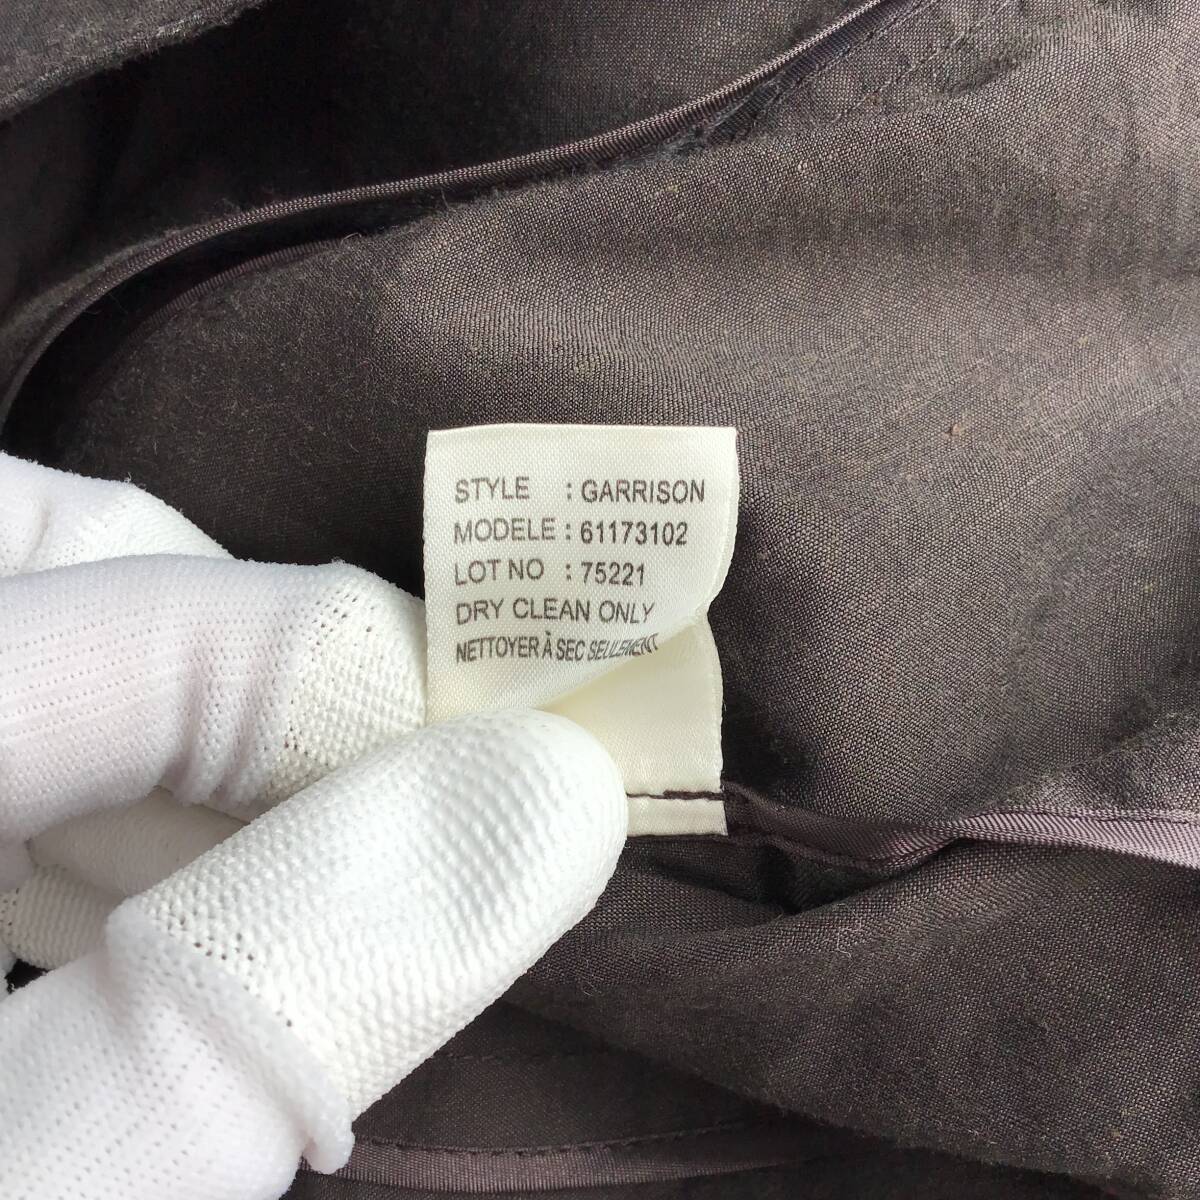 STYLE : GARRISON
MODELE : 61173102
LOT NO : 75221
DRY CLEAN ONLY
NETTOYER À SEC SEULEMENT